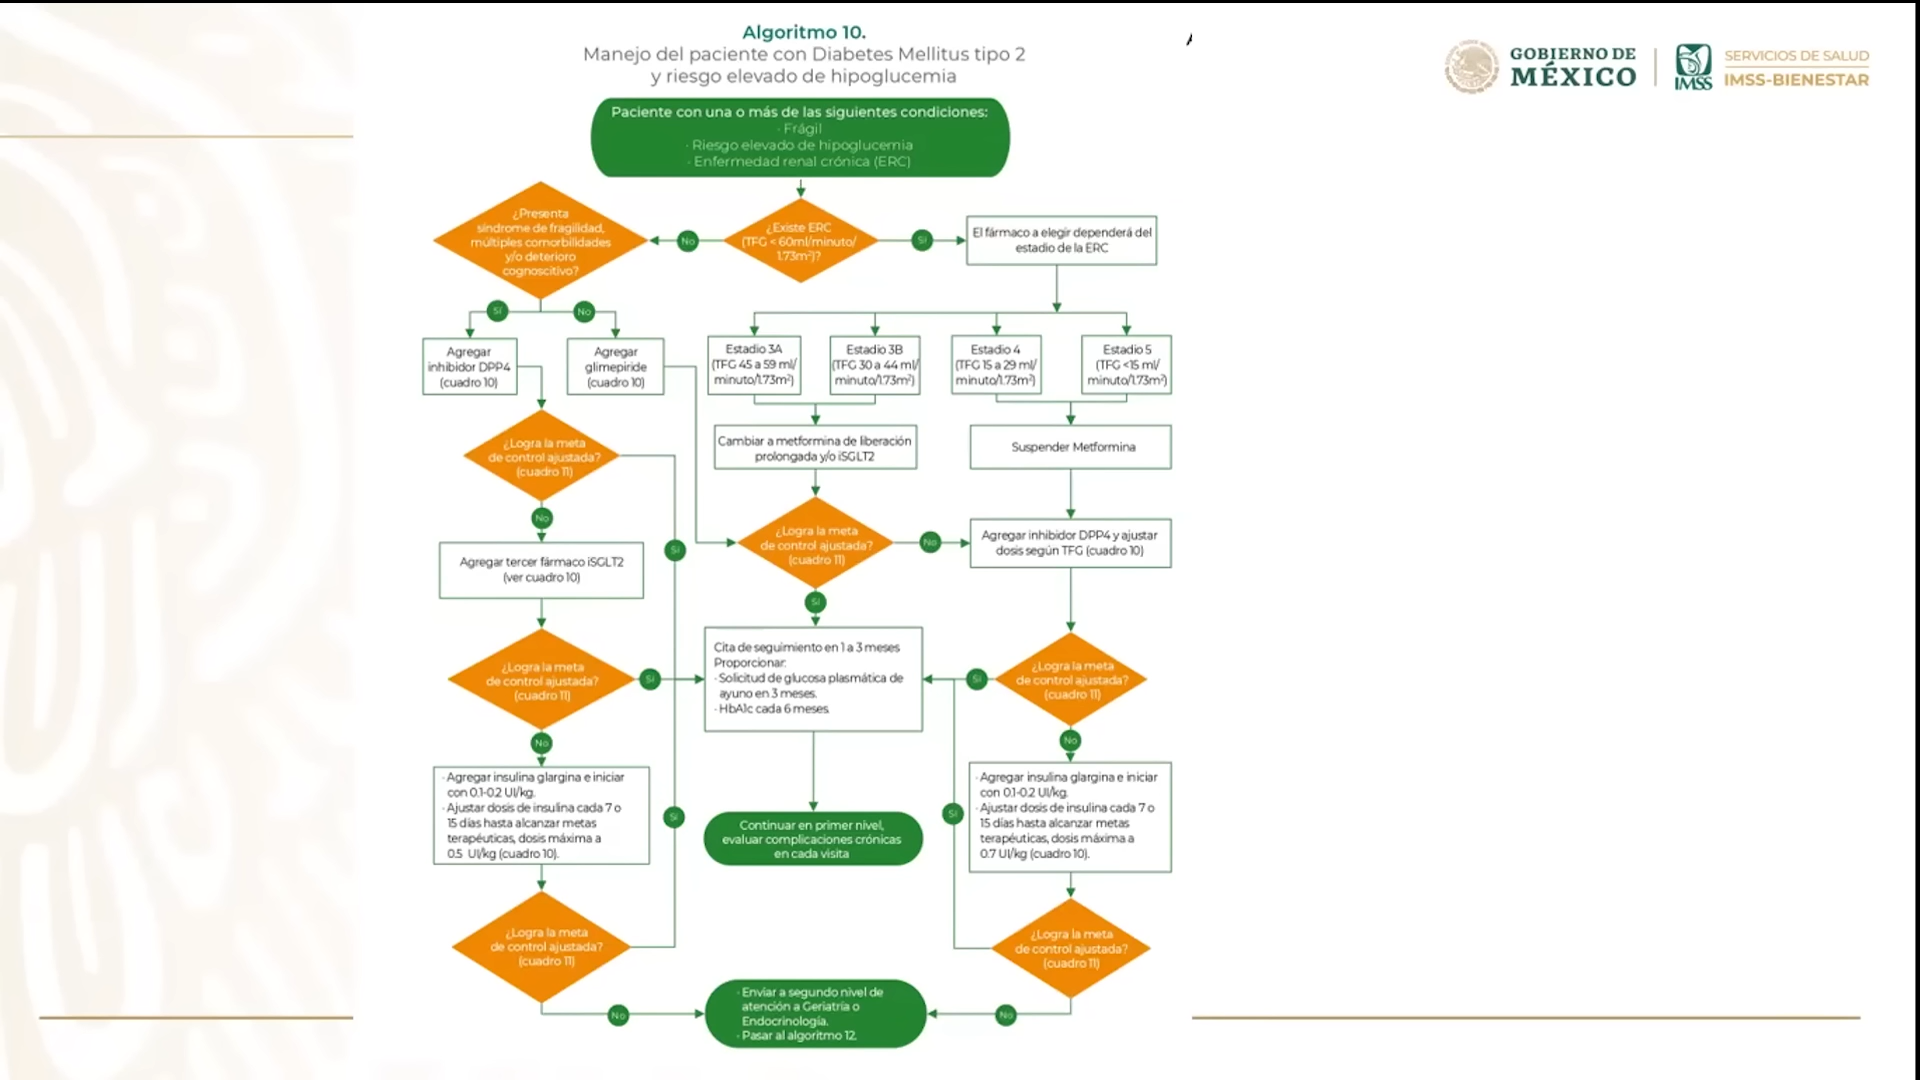 Algoritmo 10.
Manejo del paciente con Diabetes Mellitus tipo 2
y riesgo elevado de hipoglucemia
GOBIERNO DE
MÉXICO
IMSS
SERVICIOS DE SALUD
IMSS-BIENESTAR
Paciente con una o más de las siguientes condiciones:
· Frágil
· Riesgo elevado de hipoglucemia
· Enfermedad renal crónica (ERC)
¿Presenta
síndrome de fragilidad,
múltiples comorbilidades
y/o deterioro
cognoscitivo?
No
¿Existe ERC
(TFG < 60ml/minuto/
1.73m²)?
Sí
El fármaco a elegir dependerá del
estadio de la ERC
Sí
No
Agregar
inhibidor DPP4
(cuadro 10)
Agregar
glimepiride
(cuadro 10)
Estadio 3A
(TFG 45 a 59 ml/
minuto/1.73m²)
Estadio 3B
(TFG 30 a 44 ml/
minuto/1.73m²)
Estadio 4
(TFG 15 a 29 ml/
minuto/1.73m²)
Estadio 5
(TFG <15 ml/
minuto/1.73m²)
¿Logra la meta
de control ajustada?
(cuadro 11)
Cambiar a metformina de liberación
prolongada y/o iSGLT2
Suspender Metformina
No
Sí
¿Logra la meta
de control ajustada?
(cuadro 11)
No
Agregar inhibidor DPP4 y ajustar
dosis según TFG (cuadro 10)
Agregar tercer fármaco iSGLT2
(ver cuadro 10)
Sí
¿Logra la meta
de control ajustada?
(cuadro 11)
Sí
Cita de seguimiento en 1 a 3 meses
Proporcionar:
· Solicitud de glucosa plasmática de
ayuno en 3 meses.
· HbA1c cada 6 meses.
Sí
¿Logra la meta
de control ajustada?
(cuadro 11)
No
No
· Agregar insulina glargina e iniciar
con 0.1-0.2 UI/kg.
· Ajustar dosis de insulina cada 7 o
15 días hasta alcanzar metas
terapéuticas, dosis máxima a
0.5 UI/kg (cuadro 10).
Sí
Continuar en primer nivel,
evaluar complicaciones crónicas
en cada visita
Sí
· Agregar insulina glargina e iniciar
con 0.1-0.2 UI/kg.
· Ajustar dosis de insulina cada 7 o
15 días hasta alcanzar metas
terapéuticas, dosis máxima a
0.7 UI/kg (cuadro 10).
¿Logra la meta
de control ajustada?
(cuadro 11)
¿Logra la meta
de control ajustada?
(cuadro 11)
No
· Enviar a segundo nivel de
atención a Geriatría o
Endocrinología.
· Pasar al algoritmo 12.
No